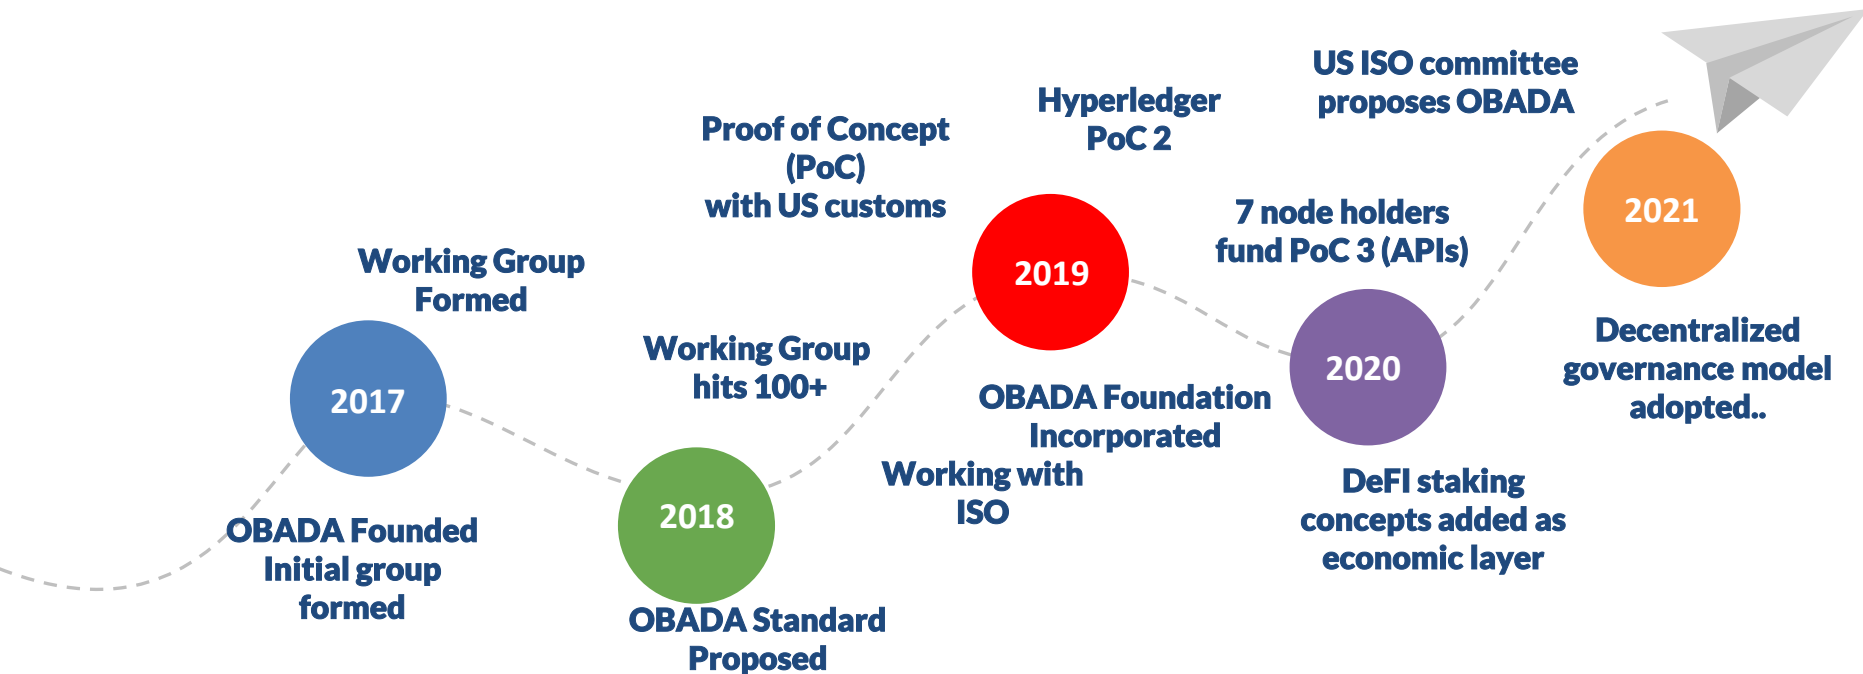 Working Group
Formed
2017
OBADA Founded
Initial group
formed
Working Group
hits 100+
2018
OBADA Standard
Proposed
Proof of Concept
(PoC)
with US customs
Hyperledger
PoC 2
2019
OBADA Foundation
Incorporated
Working with
ISO
7 node holders
fund PoC 3 (APIs)
2020
DeFI staking
concepts added as
economic layer
US ISO committee
proposes OBADA
2021
Decentralized
governance model
adopted..